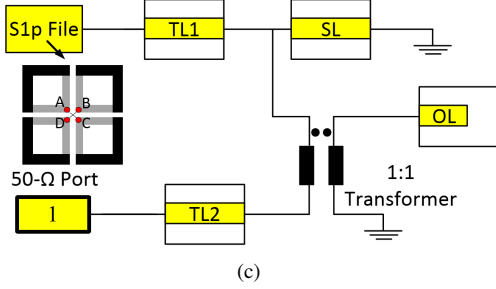 S1p File
TL1
SL
A B
D C
OL
50-Ω Port
1:1
Transformer
1
TL2
(c)